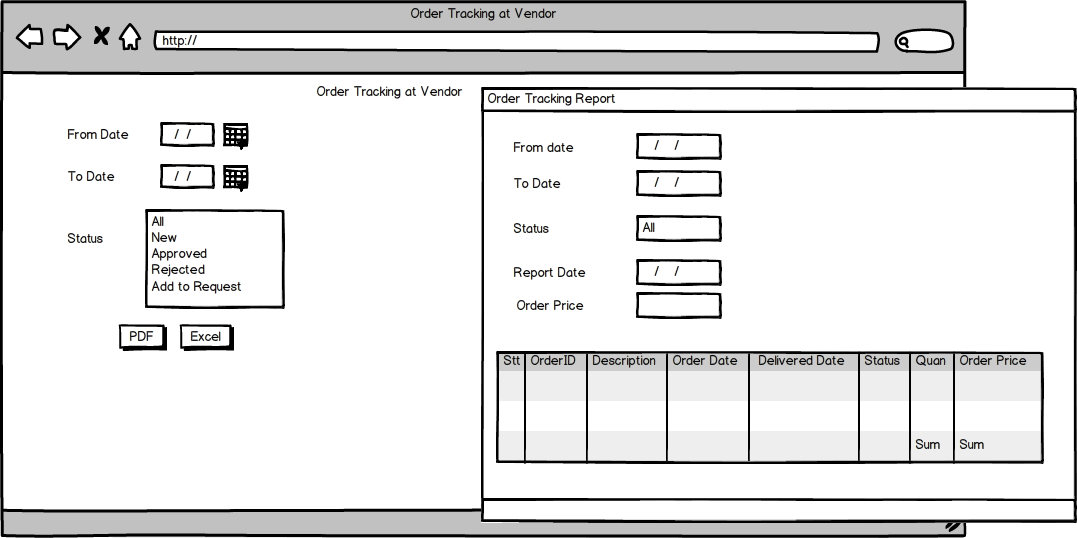 Order Tracking at Vendor
http://
Order Tracking at Vendor
From Date / /
To Date / /
Status
All
New
Approved
Rejected
Add to Request
PDF Excel
Order Tracking Report
From date / /
To Date / /
Status All
Report Date / /
Order Price
Stt OrderID Description Order Date Delivered Date Status Quan Order Price
Sum Sum